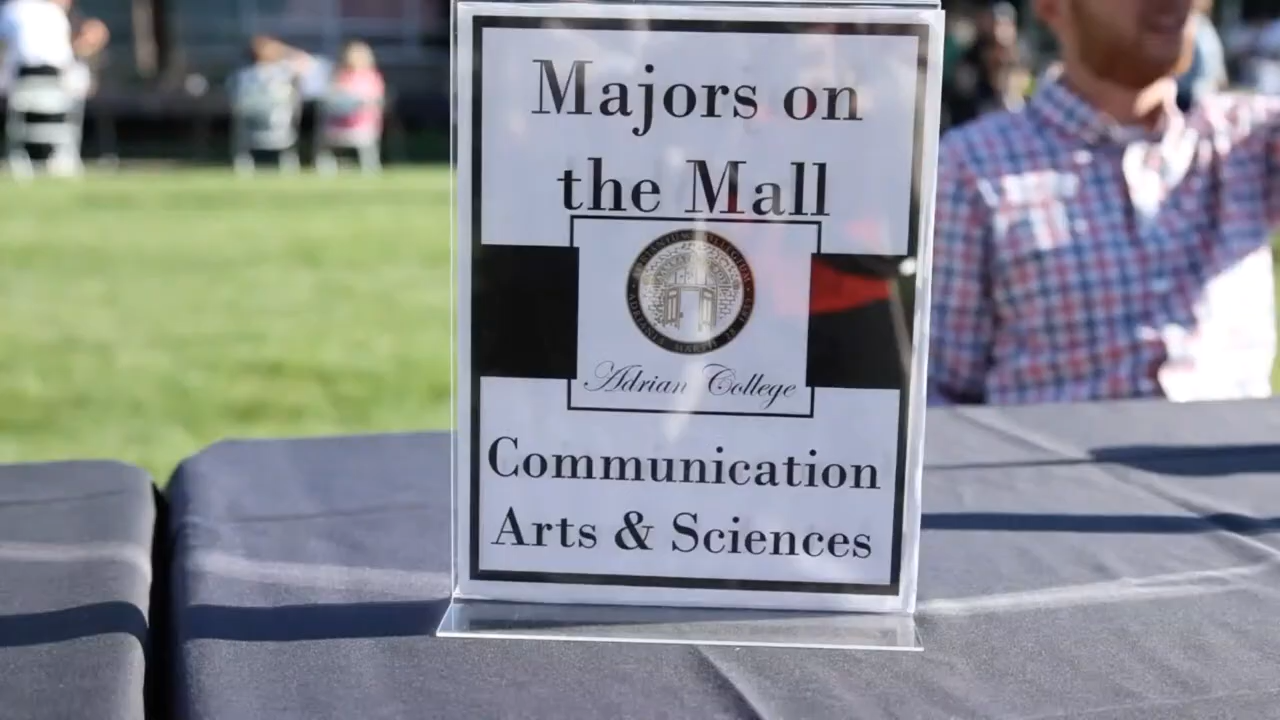 Majors on
the Mall
Adrian College
Communication
Arts & Sciences